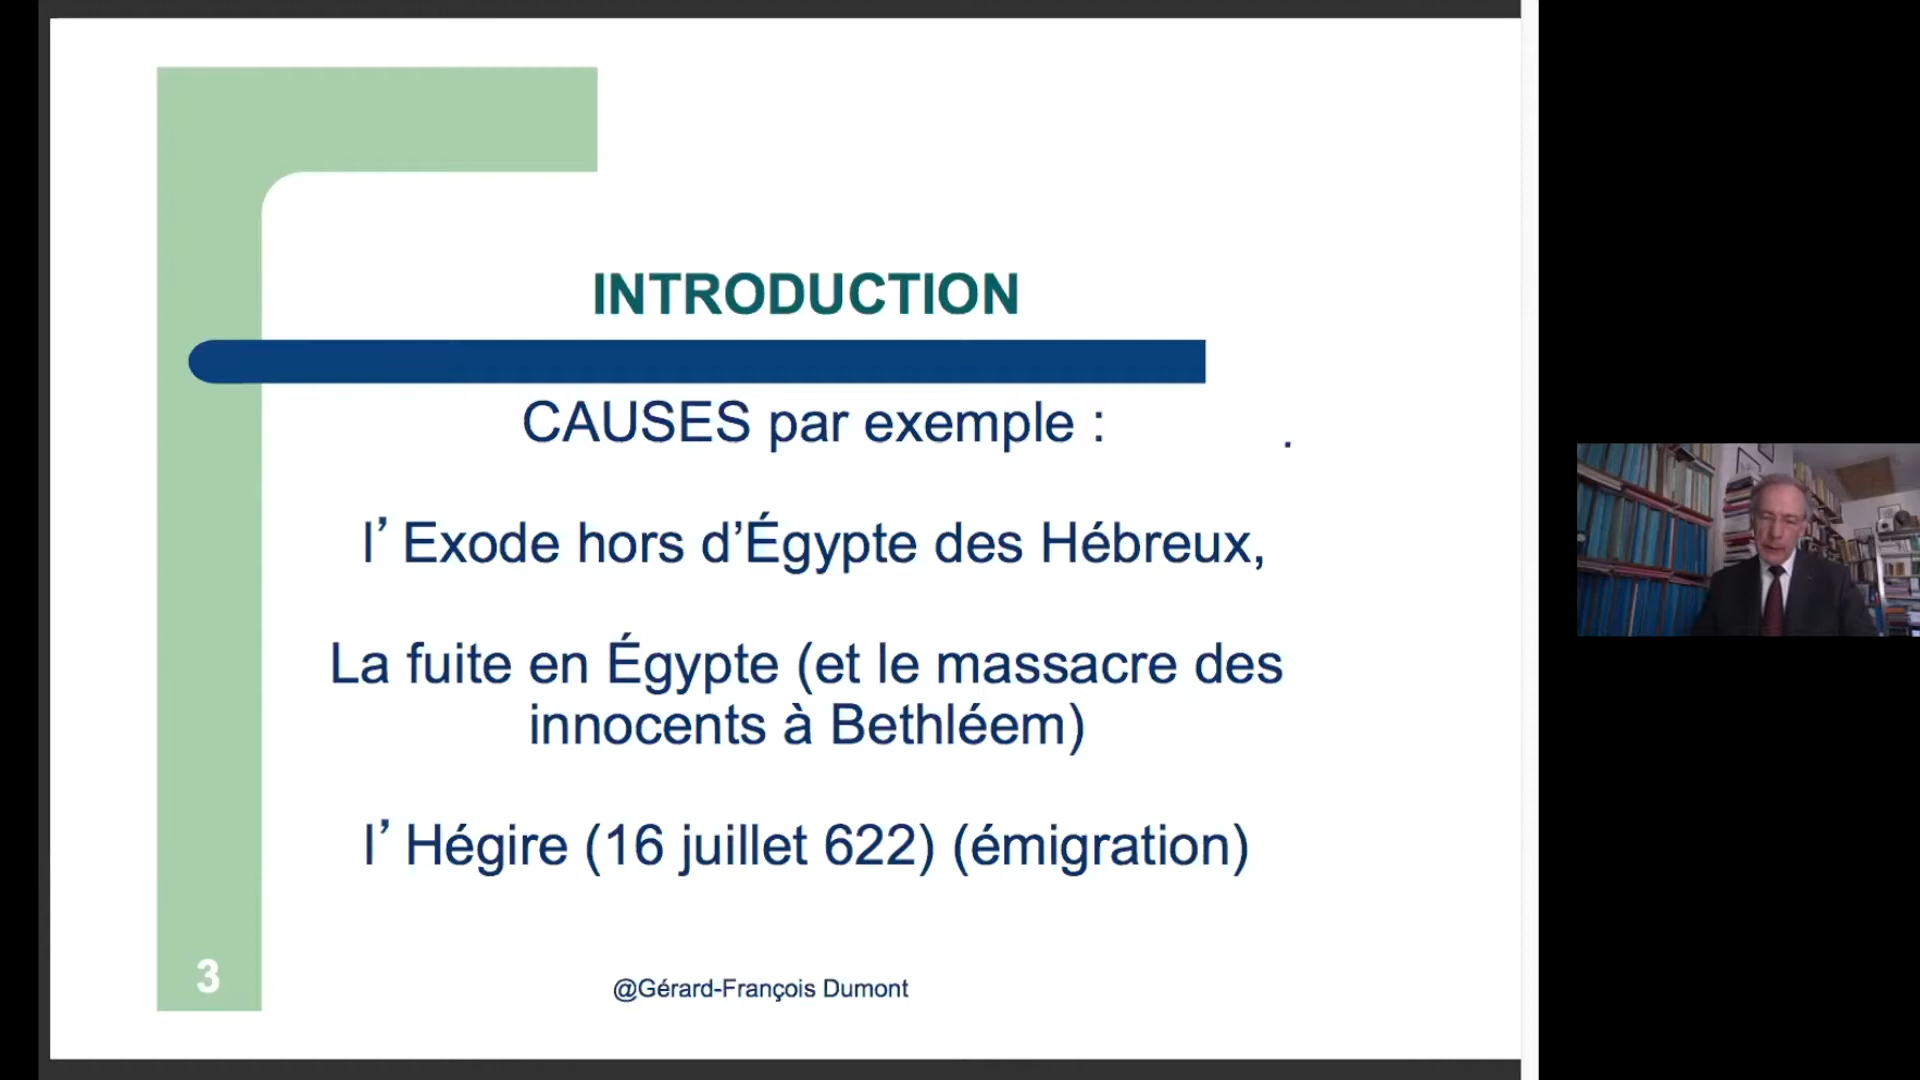 INTRODUCTION
CAUSES par exemple : .
l’ Exode hors d’Égypte des Hébreux,
La fuite en Égypte (et le massacre des
innocents à Bethléem)
l’ Hégire (16 juillet 622) (émigration)
3
@Gérard-François Dumont